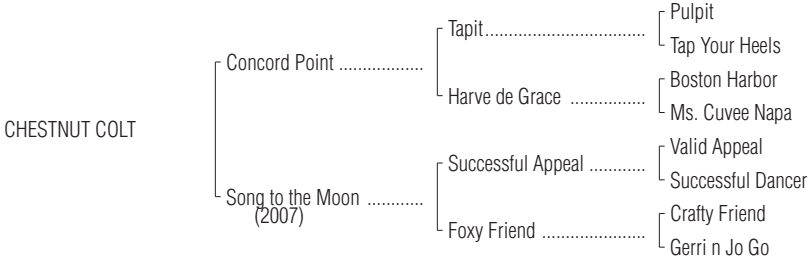 Pulpit
Tapit..................................
Tap Your Heels
Concord Point ..................
Boston Harbor
Harve de Grace ................
Ms. Cuvee Napa
CHESTNUT COLT
Valid Appeal
Successful Appeal ............
Successful Dancer
Song to the Moon ............
(2007)
Crafty Friend
Foxy Friend ......................
Gerri n Jo Go